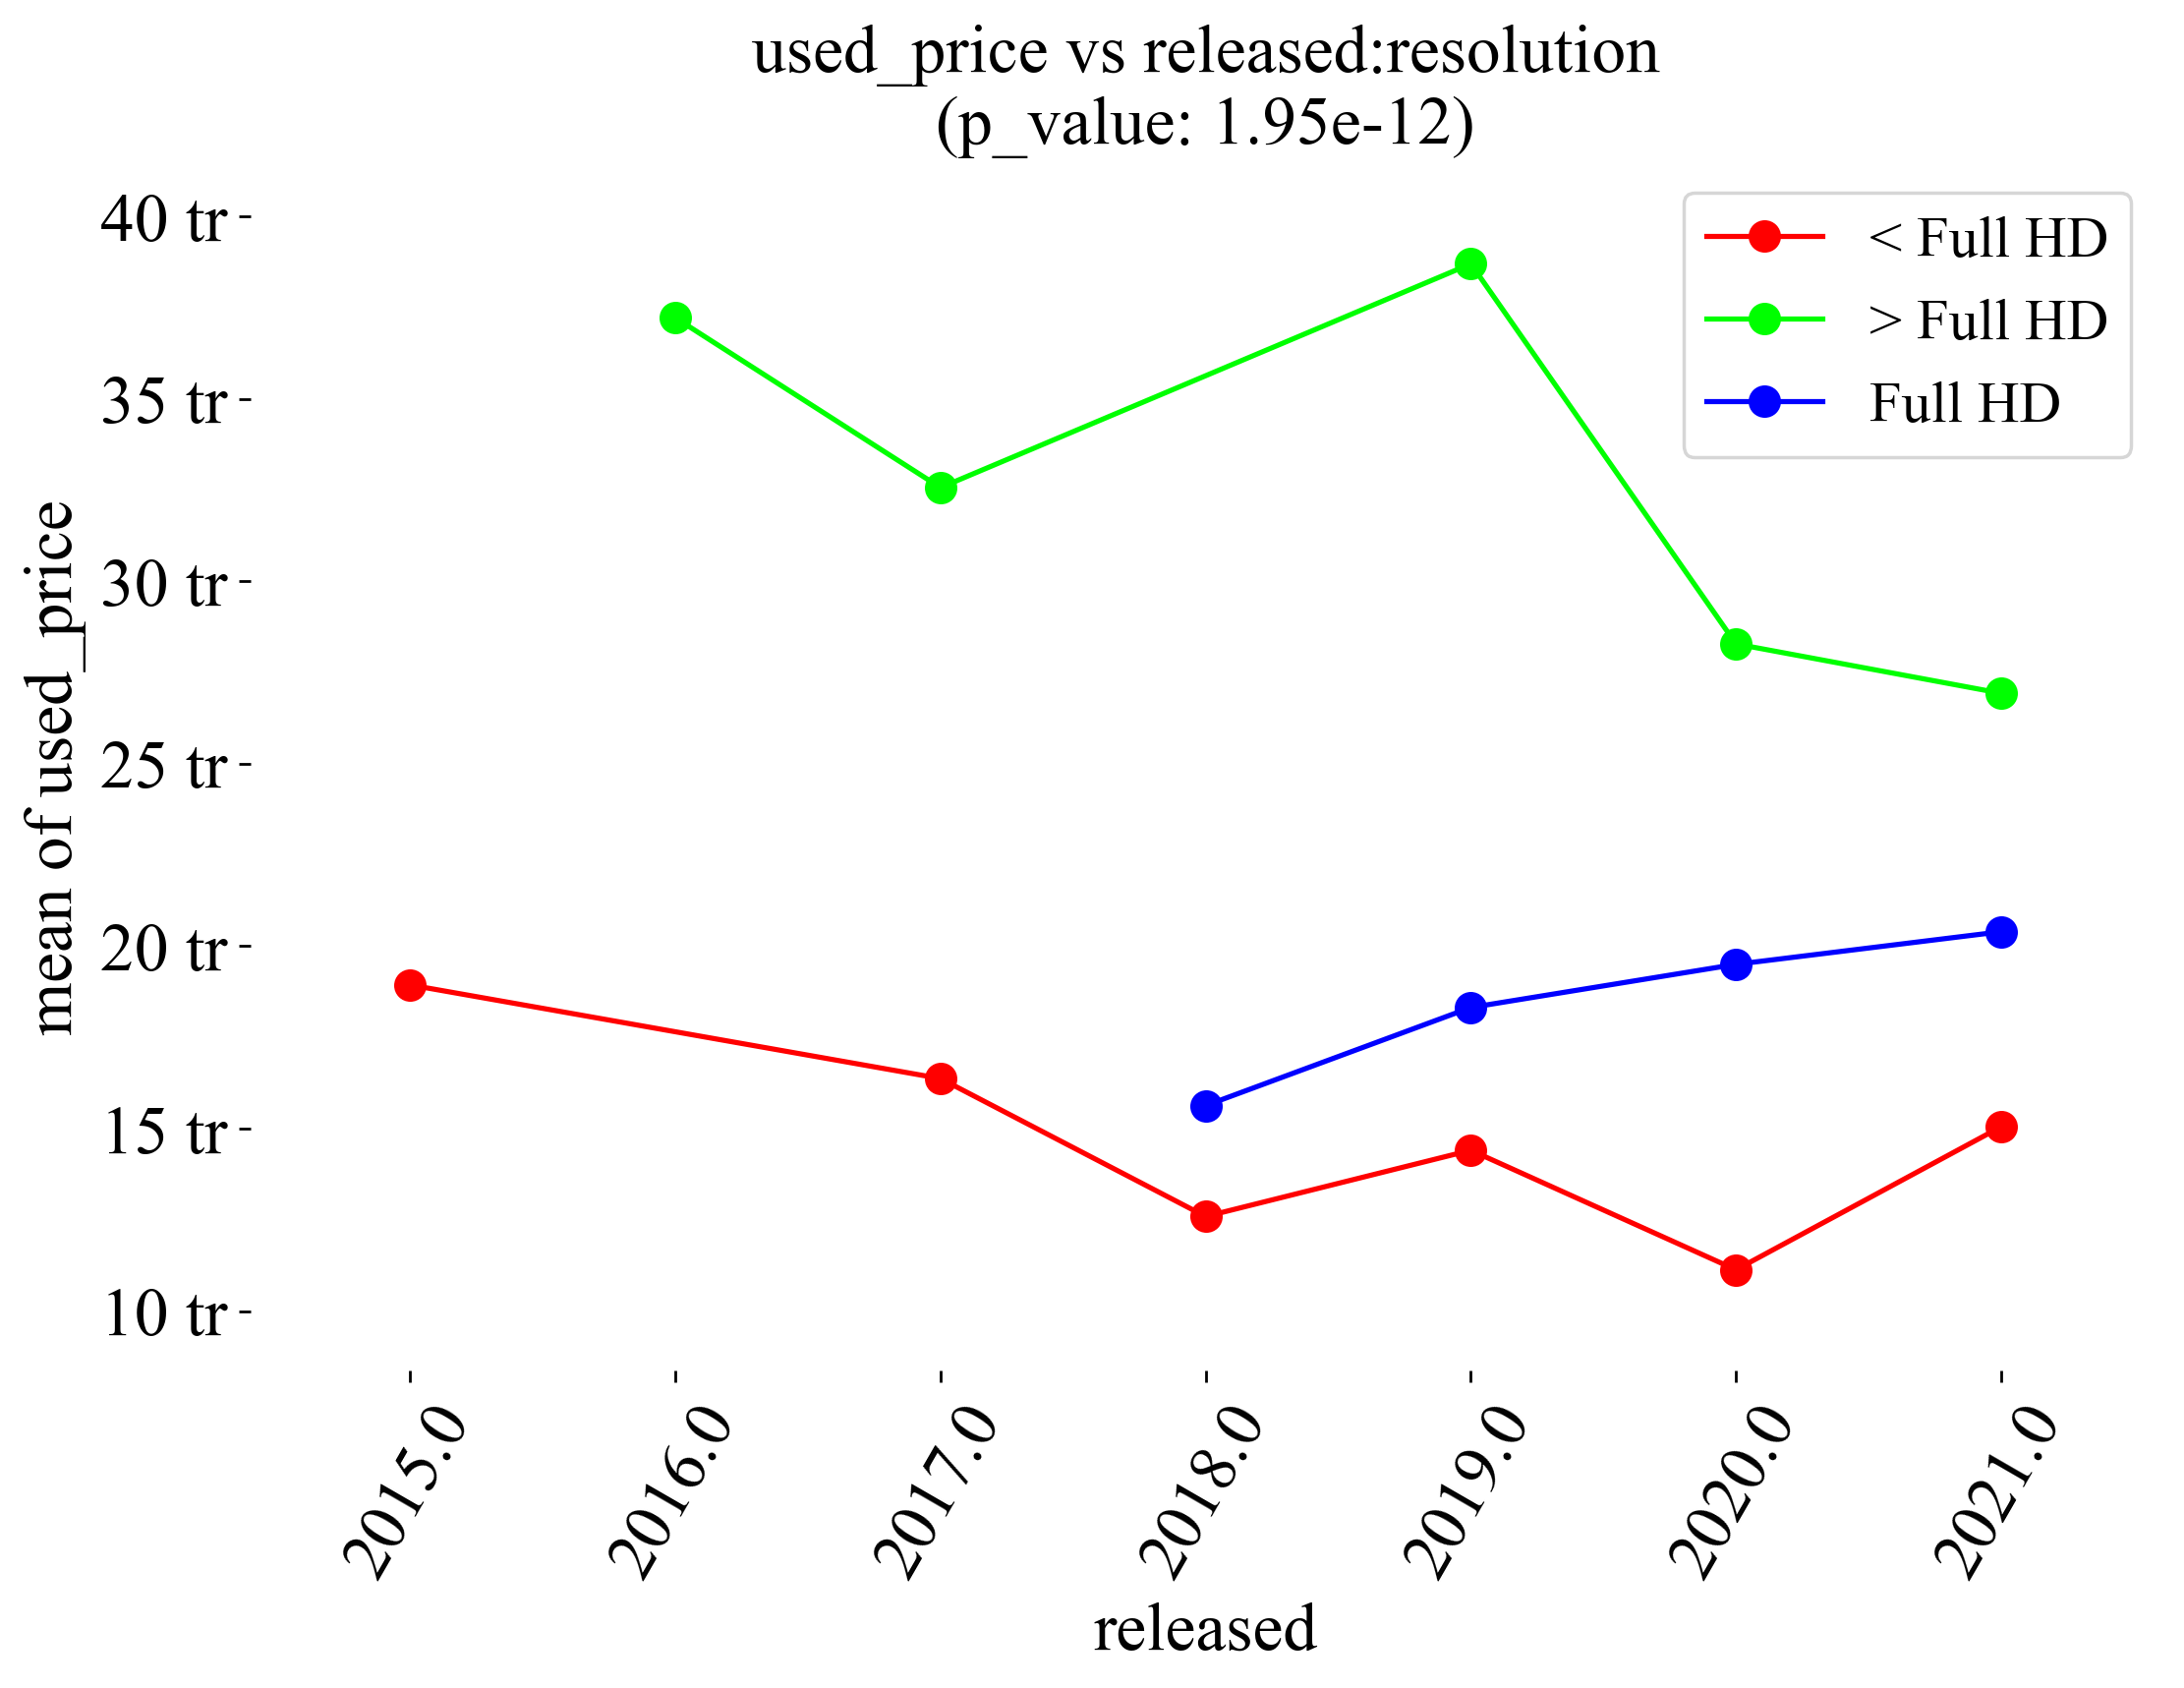 used_price vs released:resolution
(p_value: 1.95e-12)
40 tr
35 tr
30 tr
25 tr
20 tr
15 tr
10 tr
mean of used_price
< Full HD
> Full HD
Full HD
2015.0
2016.0
2017.0
2018.0
2019.0
2020.0
2021.0
released